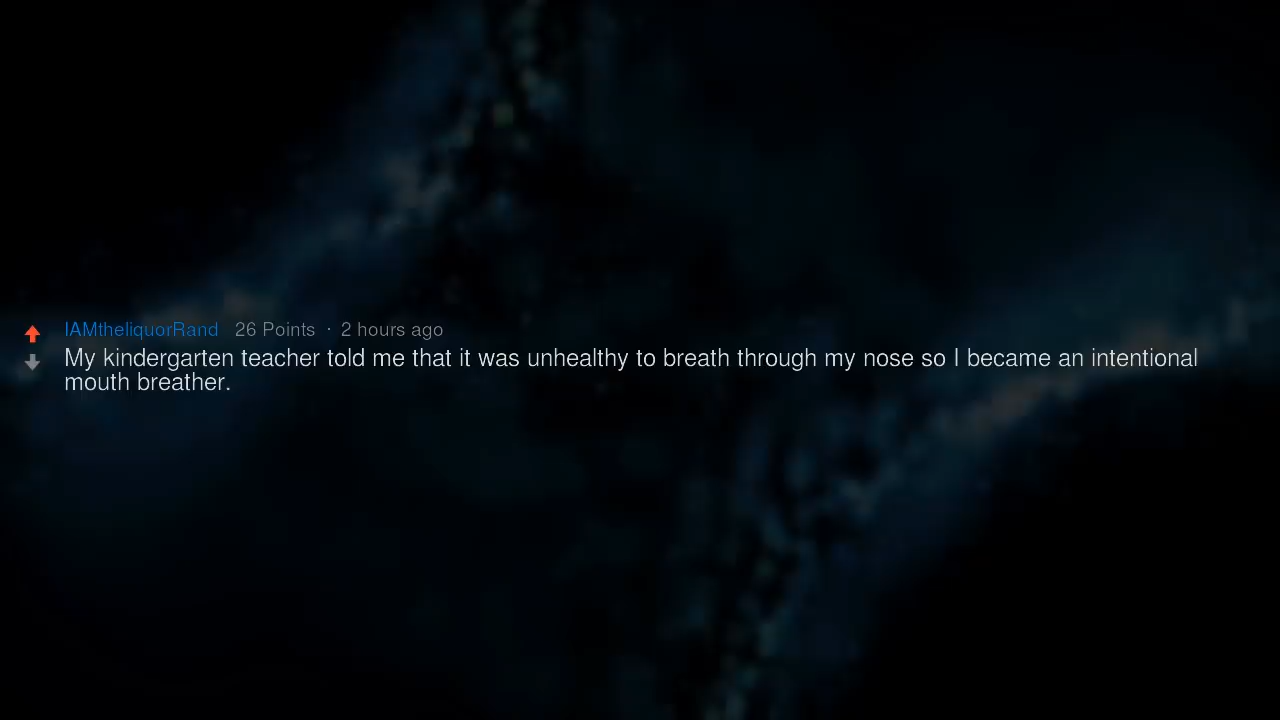 IAMtheliquorRand 26 Points · 2 hours ago
My kindergarten teacher told me that it was unhealthy to breath through my nose so I became an intentional
mouth breather.